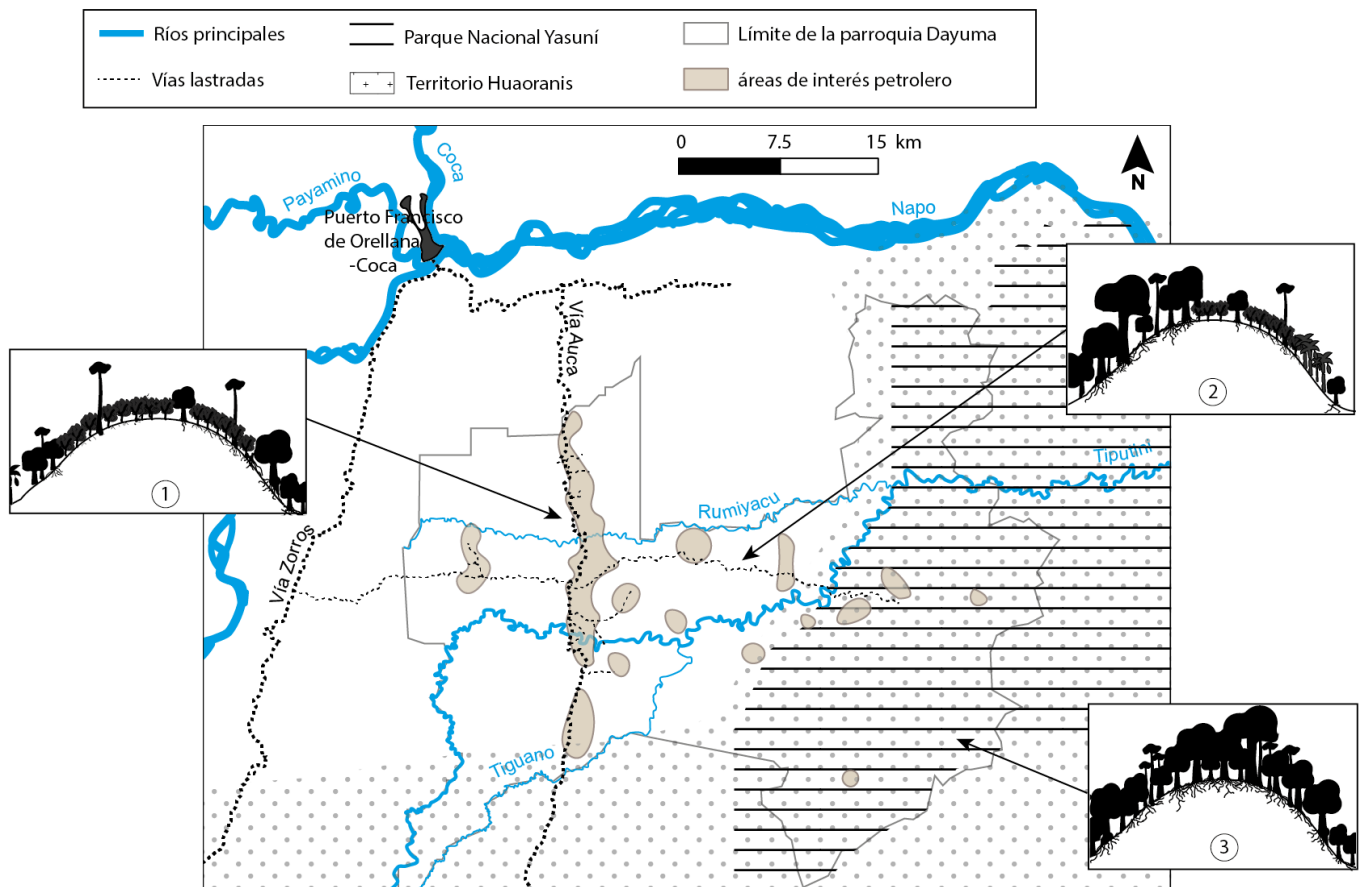 Ríos principales
Parque Nacional Yasuní
Límite de la parroquia Dayuma
Vías lastradas
Territorio Huaoranis
áreas de interés petrolero
0 7.5 15 km
N
Coca
Payamino
Napo
Puerto Francisco
de Orellana
-Coca
Vía Auca
2
Tiputini
1
Rumiyacu
Vía Zorros
Tiguano
3